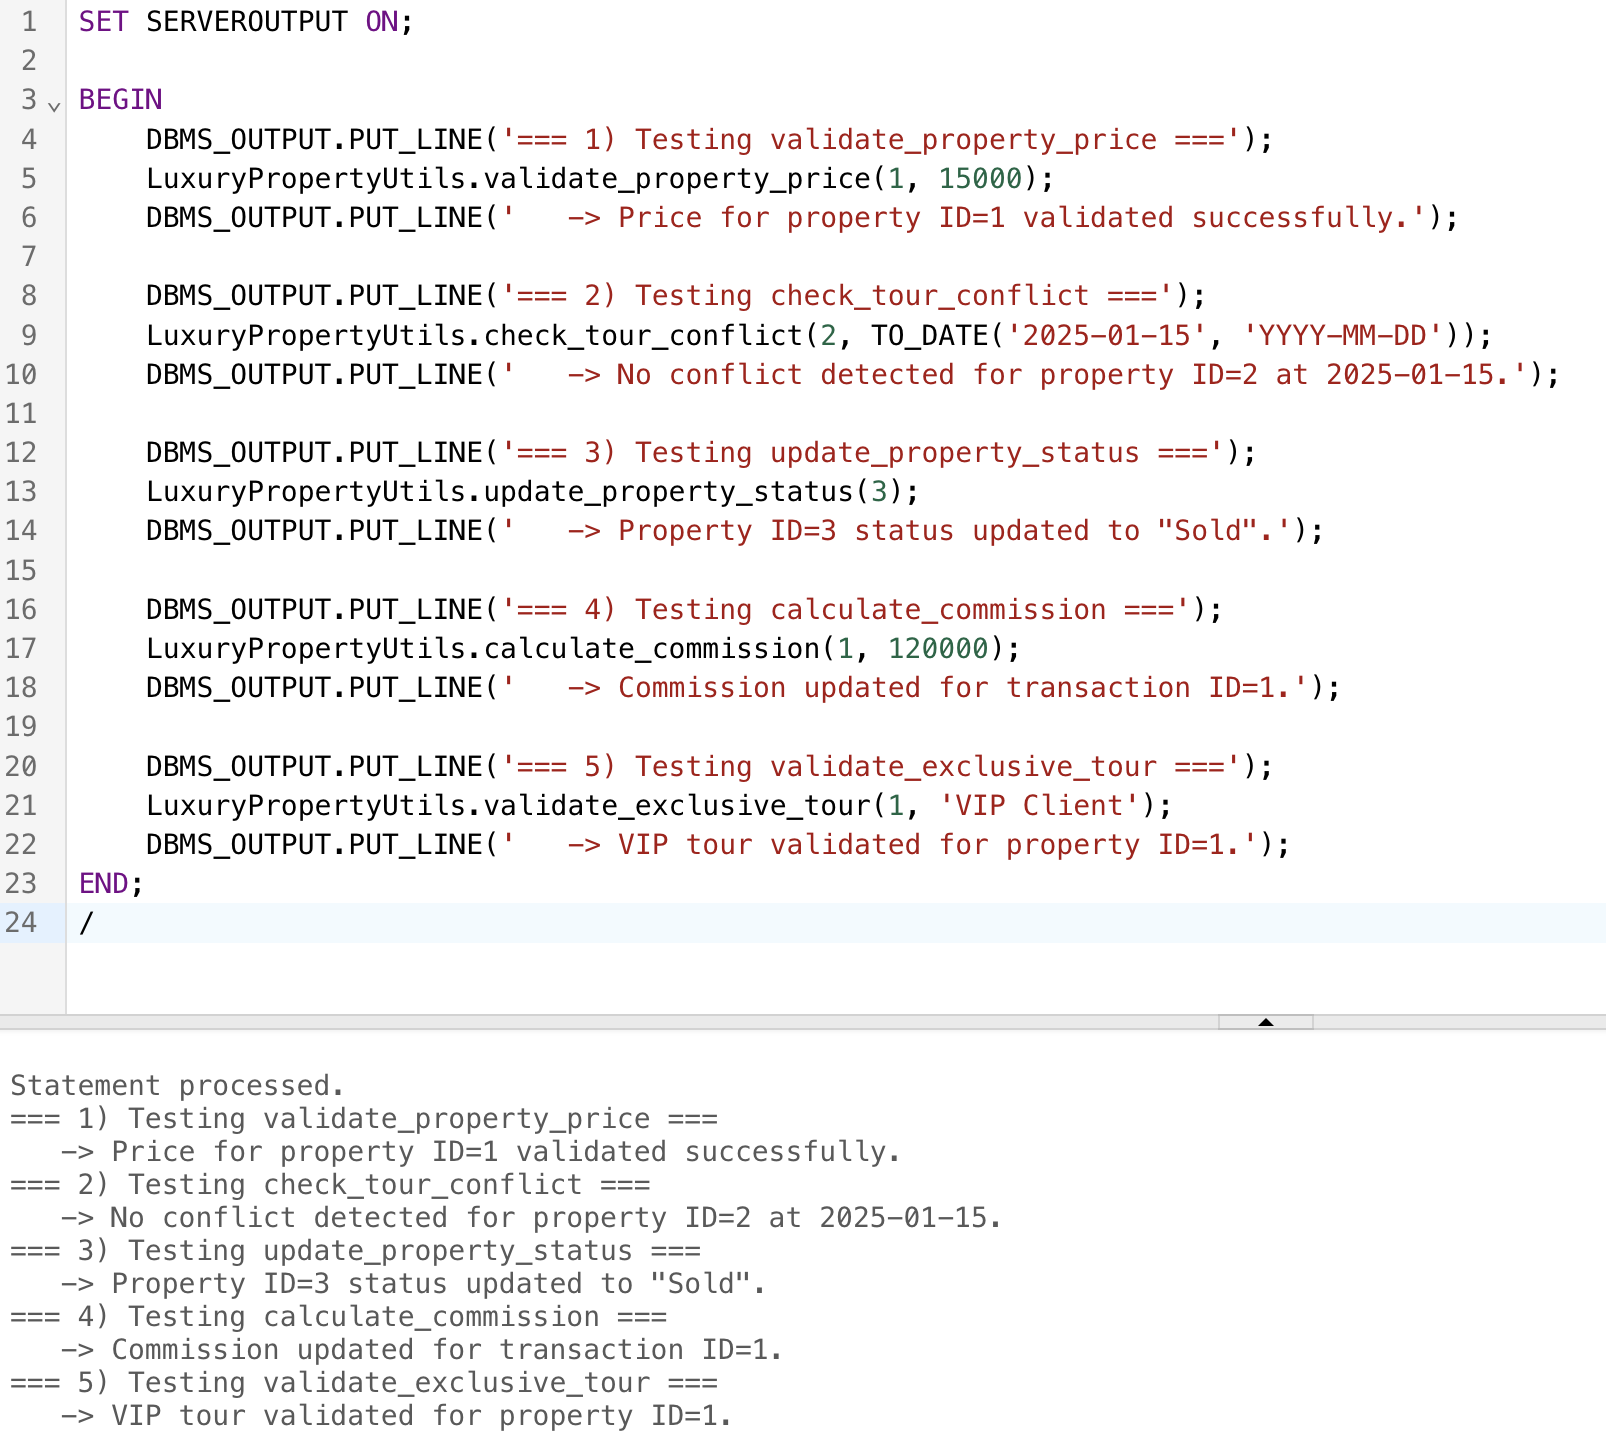 1 SET SERVEROUTPUT ON;
2
3 BEGIN
4     DBMS_OUTPUT.PUT_LINE('=== 1) Testing validate_property_price ===');
5     LuxuryPropertyUtils.validate_property_price(1, 15000);
6     DBMS_OUTPUT.PUT_LINE('   -> Price for property ID=1 validated successfully.');
7
8     DBMS_OUTPUT.PUT_LINE('=== 2) Testing check_tour_conflict ===');
9     LuxuryPropertyUtils.check_tour_conflict(2, TO_DATE('2025-01-15', 'YYYY-MM-DD'));
10     DBMS_OUTPUT.PUT_LINE('   -> No conflict detected for property ID=2 at 2025-01-15.');
11
12     DBMS_OUTPUT.PUT_LINE('=== 3) Testing update_property_status ===');
13     LuxuryPropertyUtils.update_property_status(3);
14     DBMS_OUTPUT.PUT_LINE('   -> Property ID=3 status updated to "Sold".');
15
16     DBMS_OUTPUT.PUT_LINE('=== 4) Testing calculate_commission ===');
17     LuxuryPropertyUtils.calculate_commission(1, 120000);
18     DBMS_OUTPUT.PUT_LINE('   -> Commission updated for transaction ID=1.');
19
20     DBMS_OUTPUT.PUT_LINE('=== 5) Testing validate_exclusive_tour ===');
21     LuxuryPropertyUtils.validate_exclusive_tour(1, 'VIP Client');
22     DBMS_OUTPUT.PUT_LINE('   -> VIP tour validated for property ID=1.');
23 END;
24 /
Statement processed.
=== 1) Testing validate_property_price ===
   -> Price for property ID=1 validated successfully.
=== 2) Testing check_tour_conflict ===
   -> No conflict detected for property ID=2 at 2025-01-15.
=== 3) Testing update_property_status ===
   -> Property ID=3 status updated to "Sold".
=== 4) Testing calculate_commission ===
   -> Commission updated for transaction ID=1.
=== 5) Testing validate_exclusive_tour ===
   -> VIP tour validated for property ID=1.